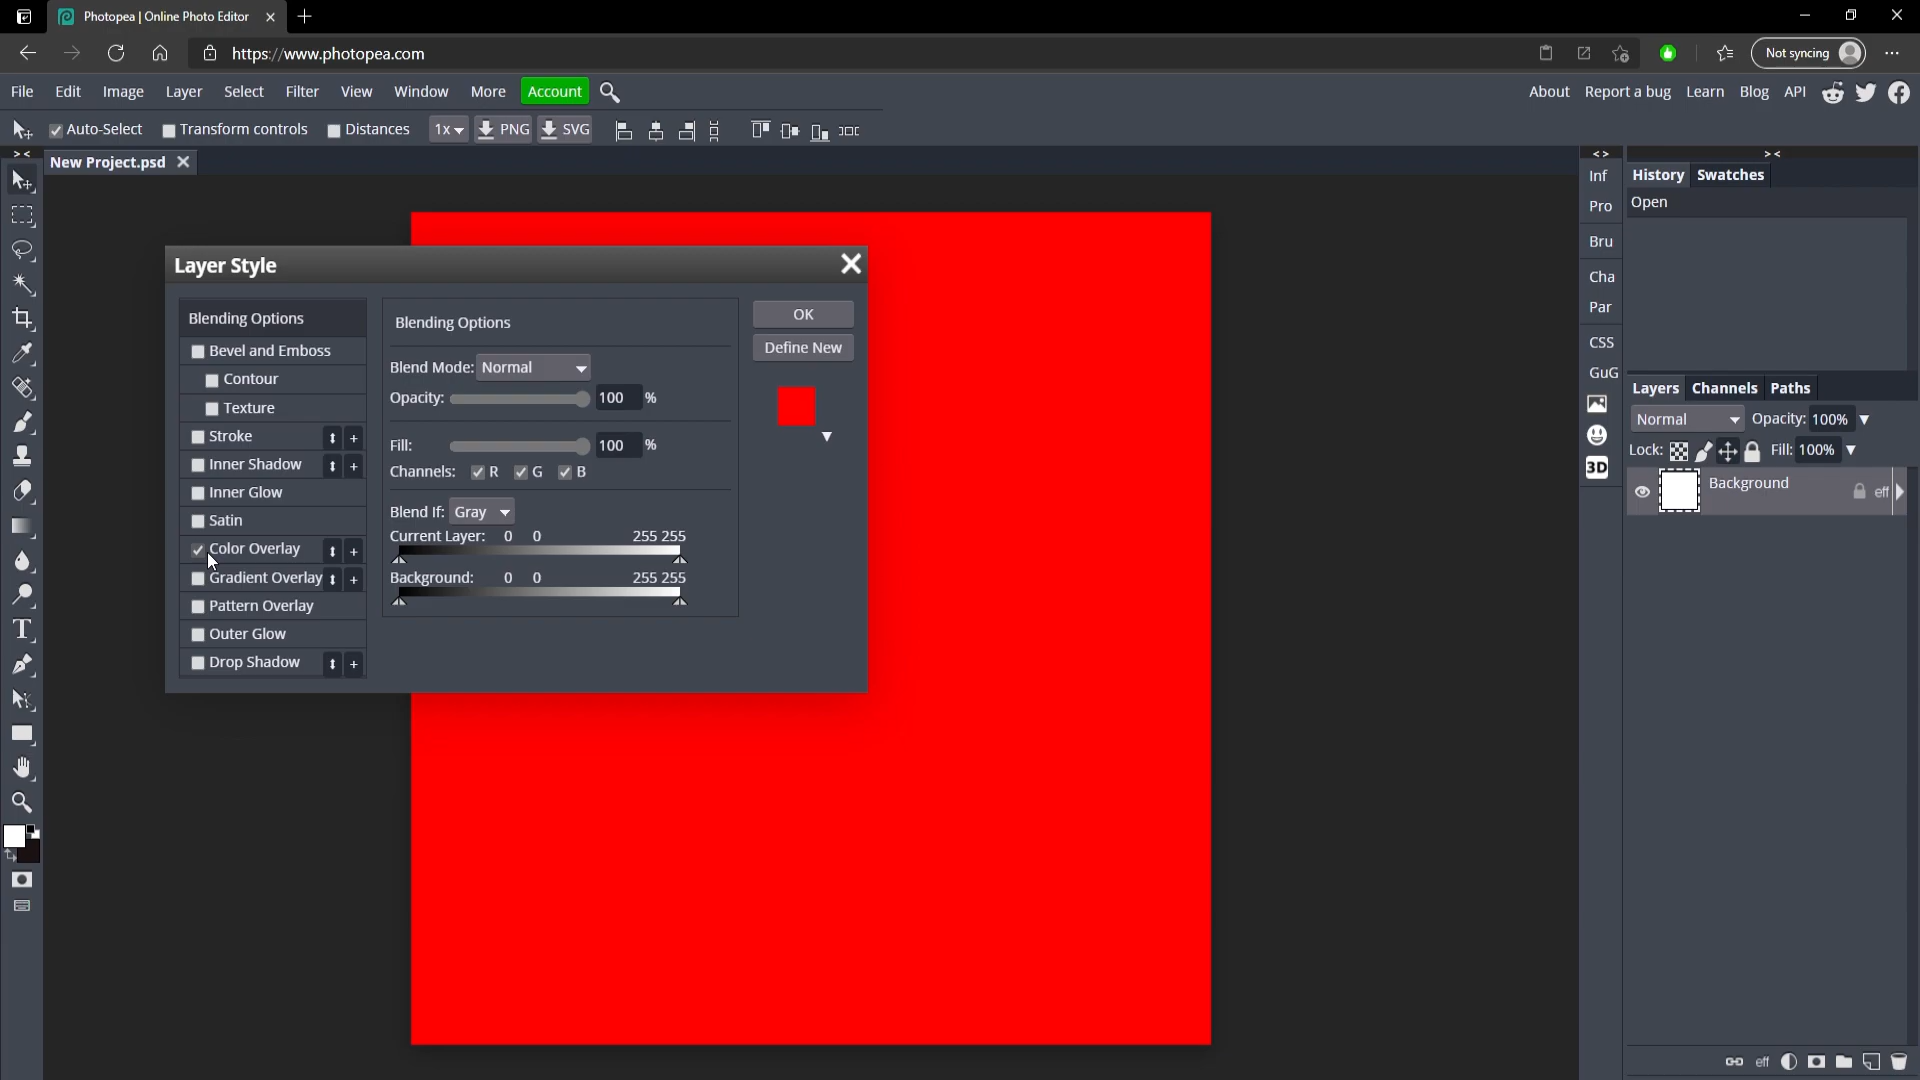 Photopea | Online Photo Editor
https://www.photopea.com
Not syncing
File Edit Image Layer Select Filter View Window More Account
About Report a bug Learn Blog API
Auto-Select Transform controls Distances 1x PNG SVG
New Project.psd
Inf
Pro
Bru
Cha
Par
CSS
GuG
3D
History Swatches
Open
Layer Style
Blending Options
Bevel and Emboss
Contour
Texture
Stroke
Inner Shadow
Inner Glow
Satin
Color Overlay
Gradient Overlay
Pattern Overlay
Outer Glow
Drop Shadow
Blending Options
Blend Mode: Normal
Opacity: 100 %
Fill: 100 %
Channels: R G B
Blend If: Gray
Current Layer: 0 0 255 255
Background: 0 0 255 255
OK
Define New
Layers Channels Paths
Normal Opacity: 100%
Lock: Fill: 100%
Background eff
eff